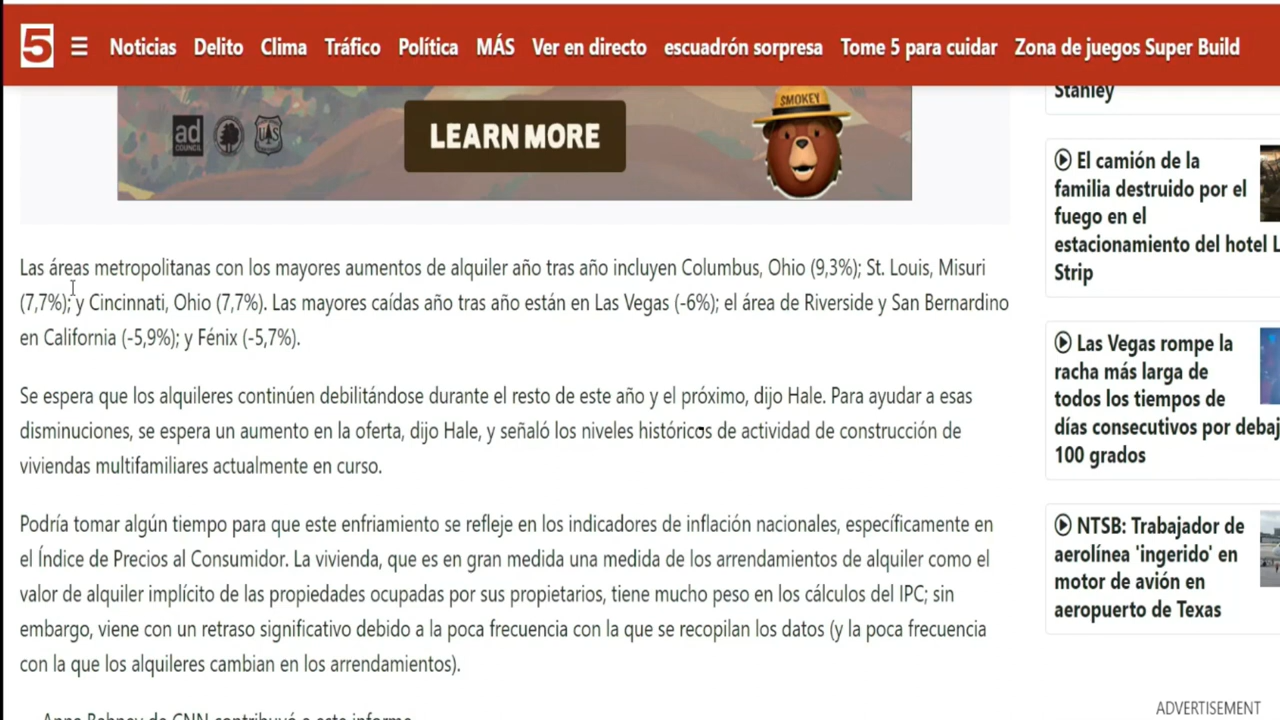 5 Noticias Delito Clima Tráfico Política MÁS Ver en directo escuadrón sorpresa Tome 5 para cuidar Zona de juegos Super Build
ad COUNCIL UAS LEARN MORE SMOKEY
Las áreas metropolitanas con los mayores aumentos de alquiler año tras año incluyen Columbus, Ohio (9,3%); St. Louis, Misuri
(7,7%); y Cincinnati, Ohio (7,7%). Las mayores caídas año tras año están en Las Vegas (-6%); el área de Riverside y San Bernardino
en California (-5,9%); y Fénix (-5,7%).
Se espera que los alquileres continúen debilitándose durante el resto de este año y el próximo, dijo Hale. Para ayudar a esas
disminuciones, se espera un aumento en la oferta, dijo Hale, y señaló los niveles históricos de actividad de construcción de
viviendas multifamiliares actualmente en curso.
Podría tomar algún tiempo para que este enfriamiento se refleje en los indicadores de inflación nacionales, específicamente en
el Índice de Precios al Consumidor. La vivienda, que es en gran medida una medida de los arrendamientos de alquiler como el
valor de alquiler implícito de las propiedades ocupadas por sus propietarios, tiene mucho peso en los cálculos del IPC; sin
embargo, viene con un retraso significativo debido a la poca frecuencia con la que se recopilan los datos (y la poca frecuencia
con la que los alquileres cambian en los arrendamientos).
Anna Bahney de CNN contribuyó a este informe
Stanley
El camión de la
familia destruido por el
fuego en el
estacionamiento del hotel L
Strip
Las Vegas rompe la
racha más larga de
todos los tiempos de
días consecutivos por debaj
100 grados
NTSB: Trabajador de
aerolínea 'ingerido' en
motor de avión en
aeropuerto de Texas
ADVERTISEMENT